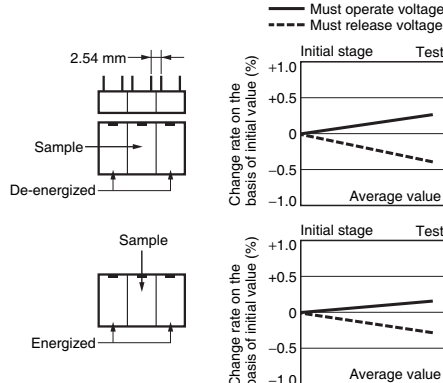 Must operate voltage
Must release voltage
2.54 mm
Sample
De-energized
Change rate on the
basis of initial value (%)
Initial stage
Test
+1.0
+0.5
0
−0.5
−1.0
Average value
Sample
Energized
Change rate on the
basis of initial value (%)
Initial stage
Test
+1.0
+0.5
0
−0.5
−1.0
Average value